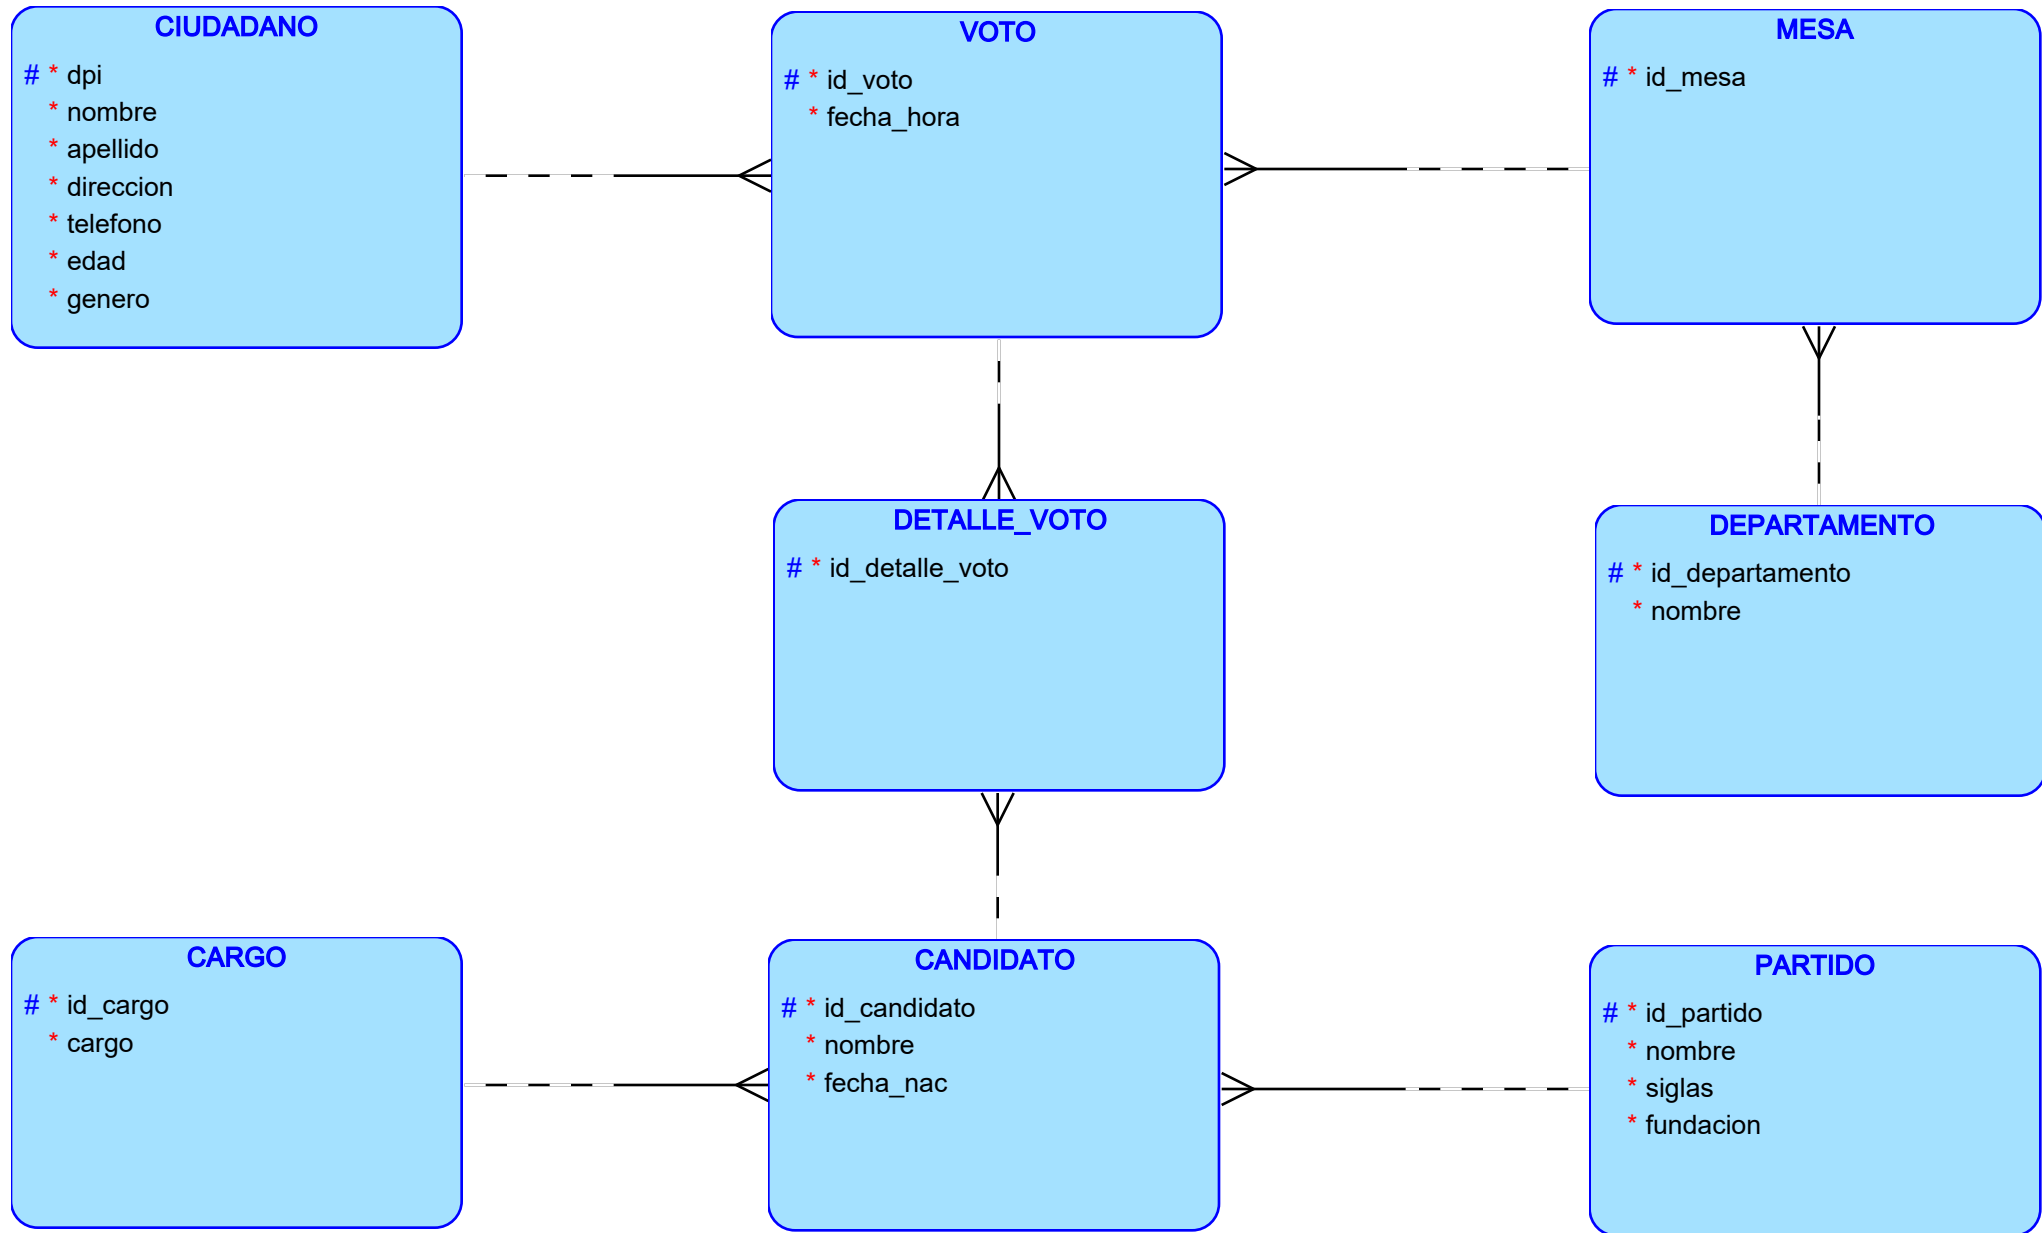 CIUDADANO
# * dpi
* nombre
* apellido
* direccion
* telefono
* edad
* genero
VOTO
# * id_voto
* fecha_hora
MESA
# * id_mesa
DETALLE_VOTO
# * id_detalle_voto
DEPARTAMENTO
# * id_departamento
* nombre
CARGO
# * id_cargo
* cargo
CANDIDATO
# * id_candidato
* nombre
* fecha_nac
PARTIDO
# * id_partido
* nombre
* siglas
* fundacion